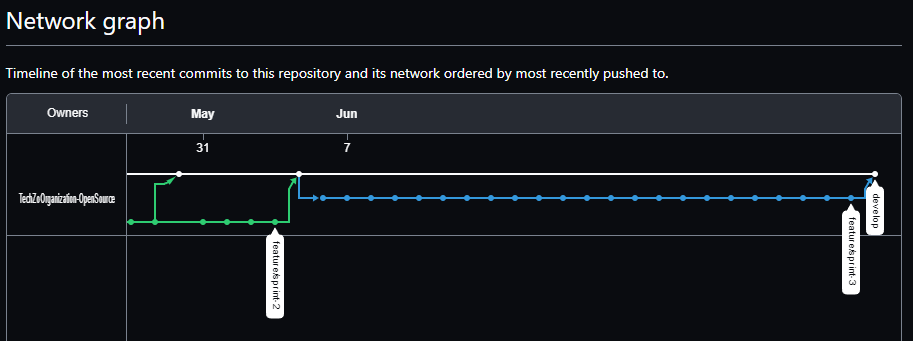 Network graph
Timeline of the most recent commits to this repository and its network ordered by most recently pushed to.
Owners
May
Jun
31
7
TechZoOrganization-OpenSource
develop
feature/sprint-2
feature/sprint-3